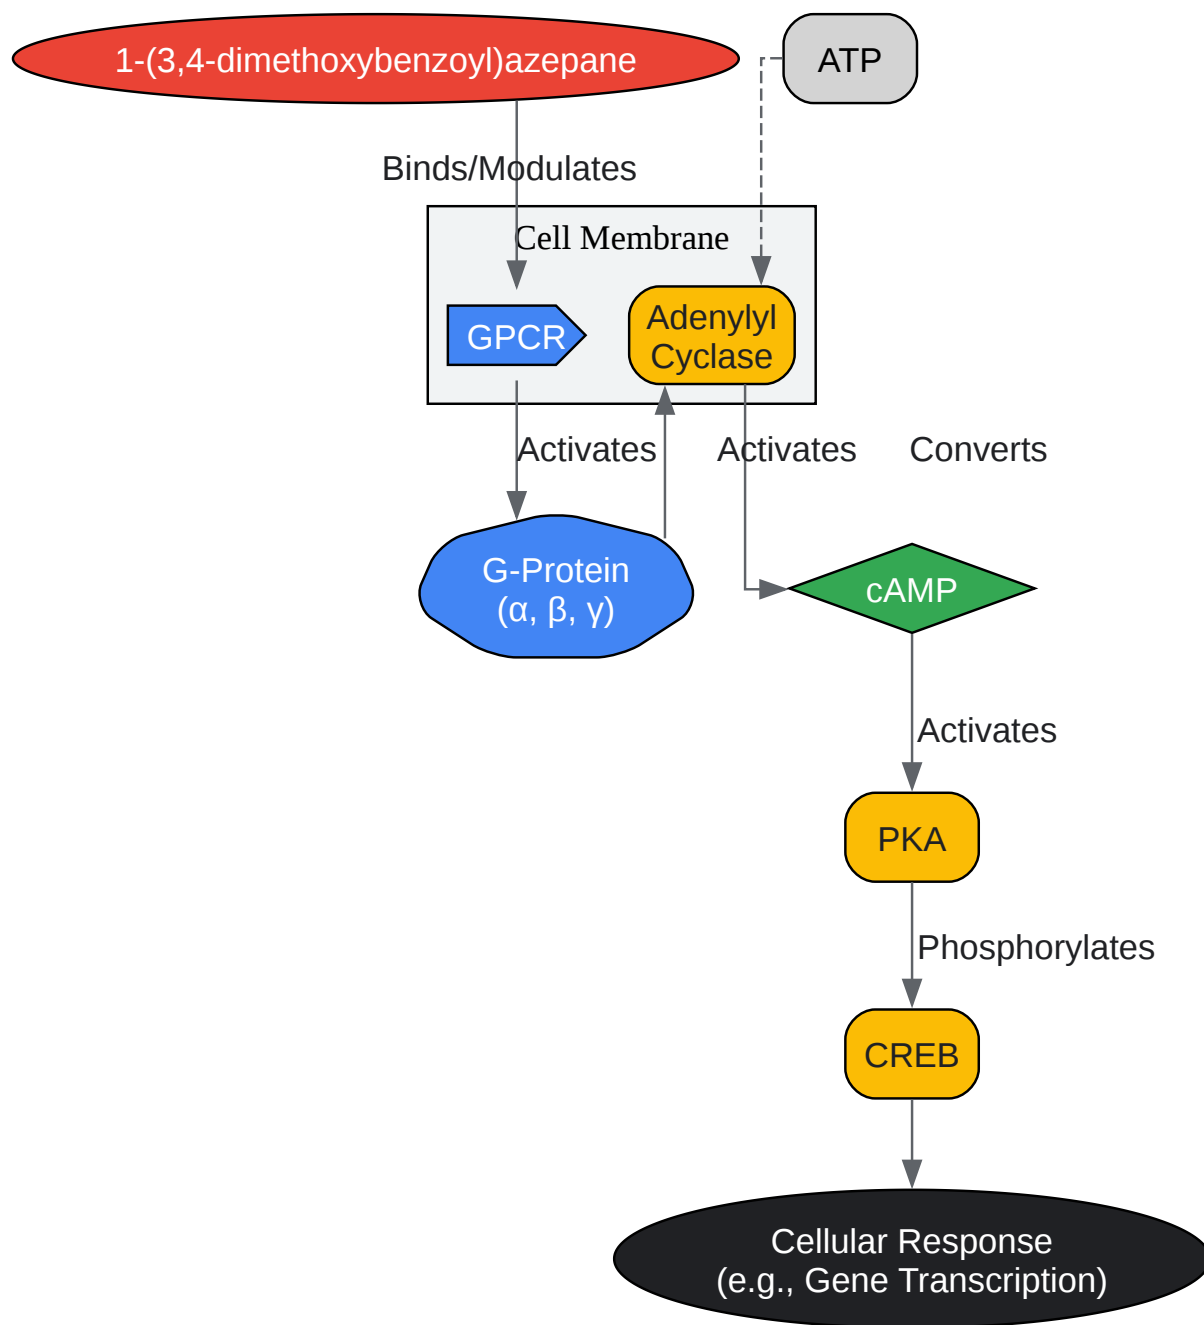 1-(3,4-dimethoxybenzoyl)azepane
ATP
Binds/Modulates
Cell Membrane
GPCR
Adenylyl
Cyclase
Activates
Activates
Converts
G-Protein
(α, β, γ)
cAMP
Activates
PKA
Phosphorylates
CREB
Cellular Response
(e.g., Gene Transcription)